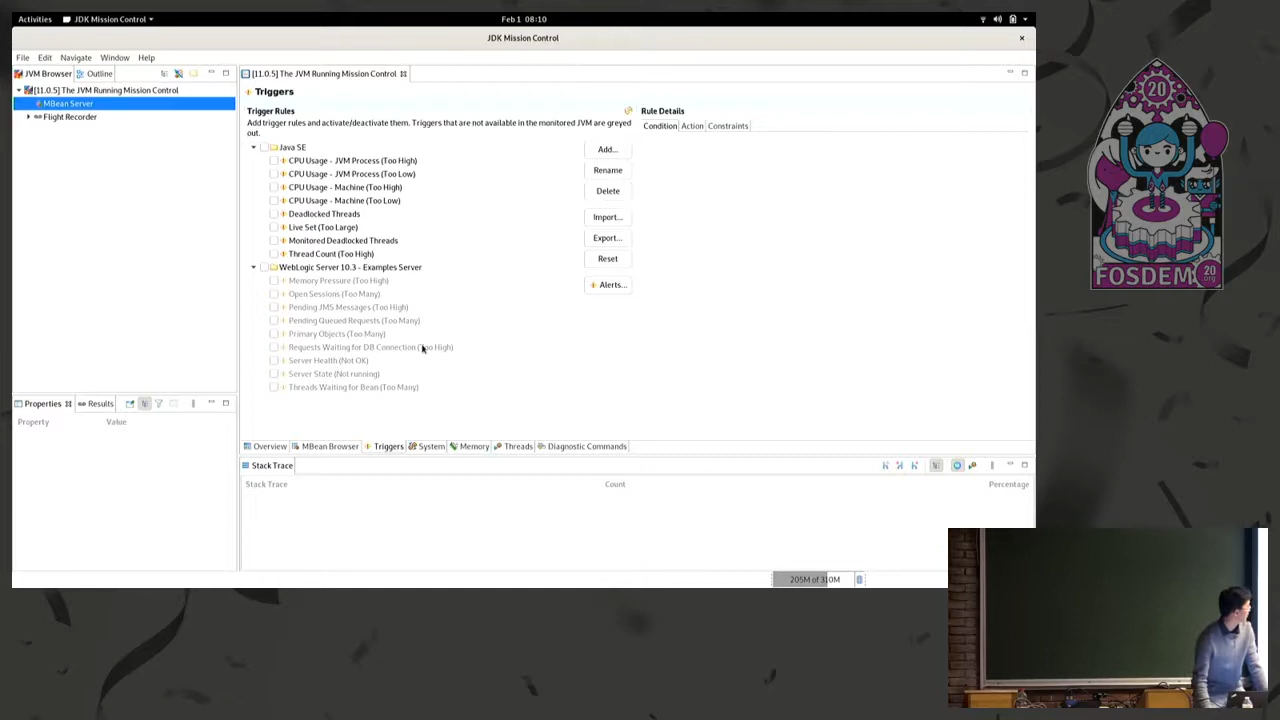 Activities
JDK Mission Control
Feb 1 08:10
JDK Mission Control
File Edit Navigate Window Help
JVM Browser
Outline
[11.0.5] The JVM Running Mission Control
MBean Server
Flight Recorder
[11.0.5] The JVM Running Mission Control
Triggers
Trigger Rules
Add trigger rules and activate/deactivate them. Triggers that are not available in the monitored JVM are greyed
out.
Java SE
CPU Usage - JVM Process (Too High)
CPU Usage - JVM Process (Too Low)
CPU Usage - Machine (Too High)
CPU Usage - Machine (Too Low)
Deadlocked Threads
Live Set (Too Large)
Monitored Deadlocked Threads
Thread Count (Too High)
WebLogic Server 10.3 - Examples Server
Memory Pressure (Too High)
Open Sessions (Too Many)
Pending JMS Messages (Too High)
Pending Queued Requests (Too Many)
Primary Objects (Too Many)
Requests Waiting for DB Connection (Too High)
Server Health (Not OK)
Server State (Not running)
Threads Waiting for Bean (Too Many)
Add...
Rename
Delete
Import...
Export...
Reset
Alerts...
Rule Details
Condition Action Constraints
Overview MBean Browser Triggers System Memory Threads Diagnostic Commands
Properties
Results
Property Value
Stack Trace
Stack Trace Count Percentage
205M of 310M
20
FOSDEM
20
.org